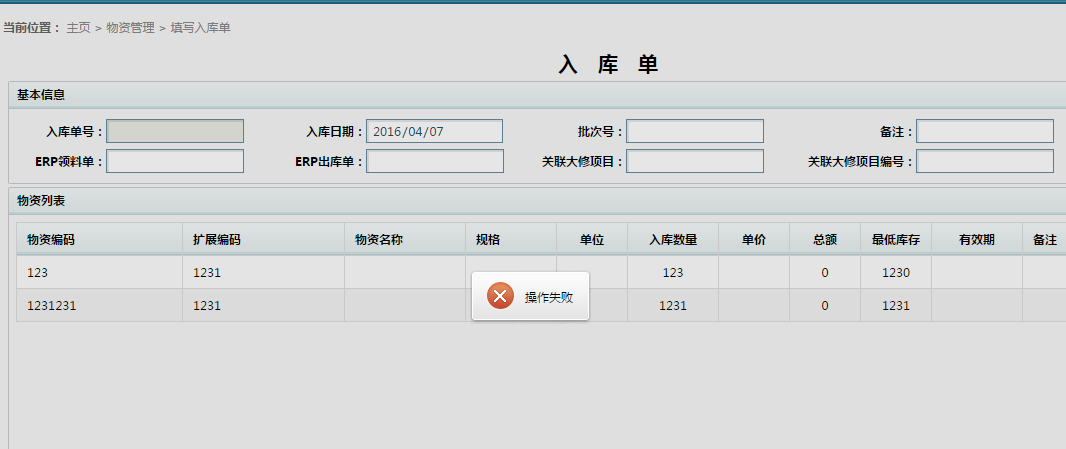 当前位置： 主页 > 物资管理 > 填写入库单
入 库 单
基本信息
入库单号： 入库日期： 2016/04/07 批次号： 备注：
ERP领料单： ERP出库单： 关联大修项目： 关联大修项目编号：
物资列表
物资编码 扩展编码 物资名称 规格 单位 入库数量 单价 总额 最低库存 有效期 备注
123 1231 123 0 1230
操作失败
1231231 1231 1231 0 1231